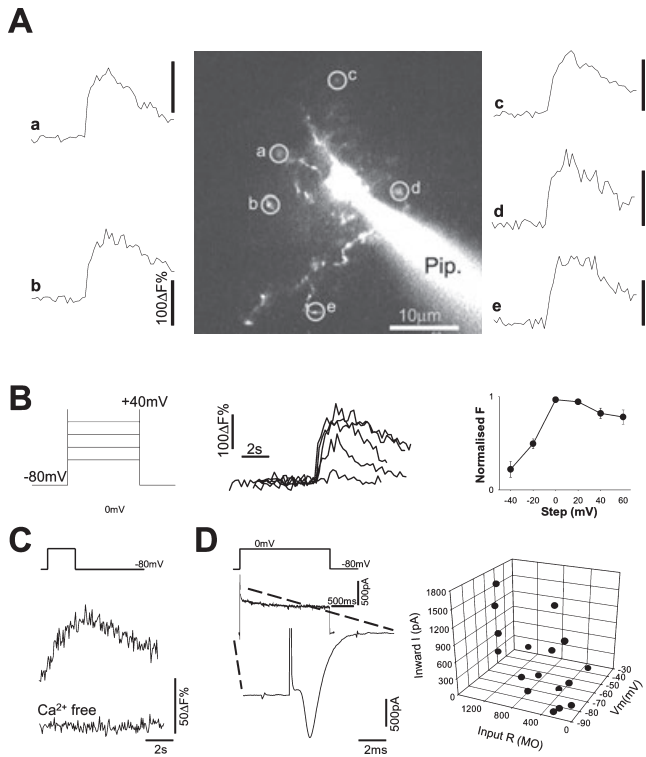 A
a
b
100ΔF%
c
a
b
d
e
Pip.
10μm
c
d
e
B
+40mV
-80mV
0mV
100ΔF%
2s
Normalised F
1
0
-40 -20 0 20 40 60
Step (mV)
C
-80mV
Ca2+ free
50ΔF%
2s
D
0mV
-80mV
500pA
500ms
500pA
2ms
Inward I (pA)
1800
1500
1200
900
600
300
0
1200 800 400 0
Input R (MO)
-30
-40
-50
-60
-70
-80
-90
Vm(mV)